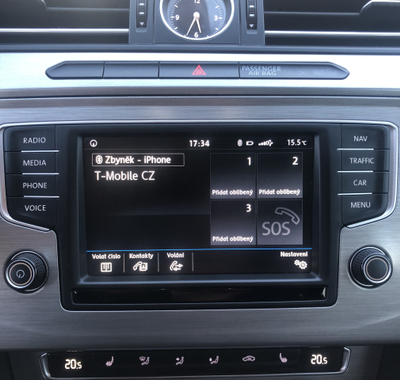 PASSENGER
AIR BAG
RADIO
MEDIA
PHONE
VOICE
17:34
15.5°C
Zbyněk - iPhone
T-Mobile CZ
1
Přidat oblíbený
2
Přidat oblíbený
3
Přidat oblíbený
SOS
Volat číslo
Kontakty
Volání
Nastavení
NAV
TRAFFIC
CAR
MENU
20.5
20.5